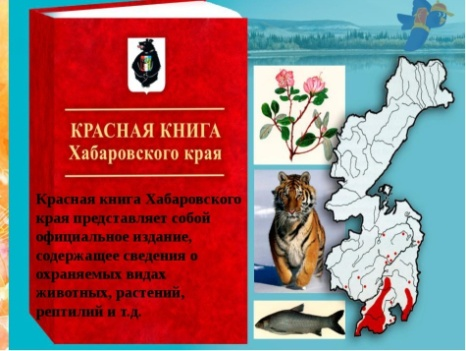 КРАСНАЯ КНИГА
Хабаровского края
Красная книга Хабаровского
края представляет собой
официальное издание,
содержащее сведения о
охраняемых видах
животных, растений,
рептилий и т.д.